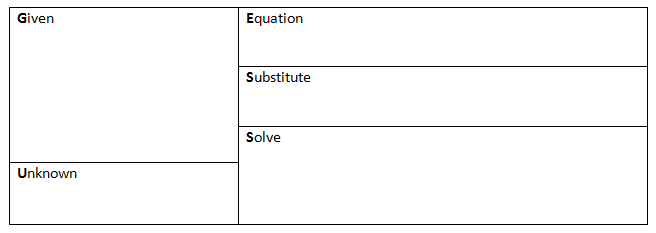 Given
Unknown
Equation
Substitute
Solve